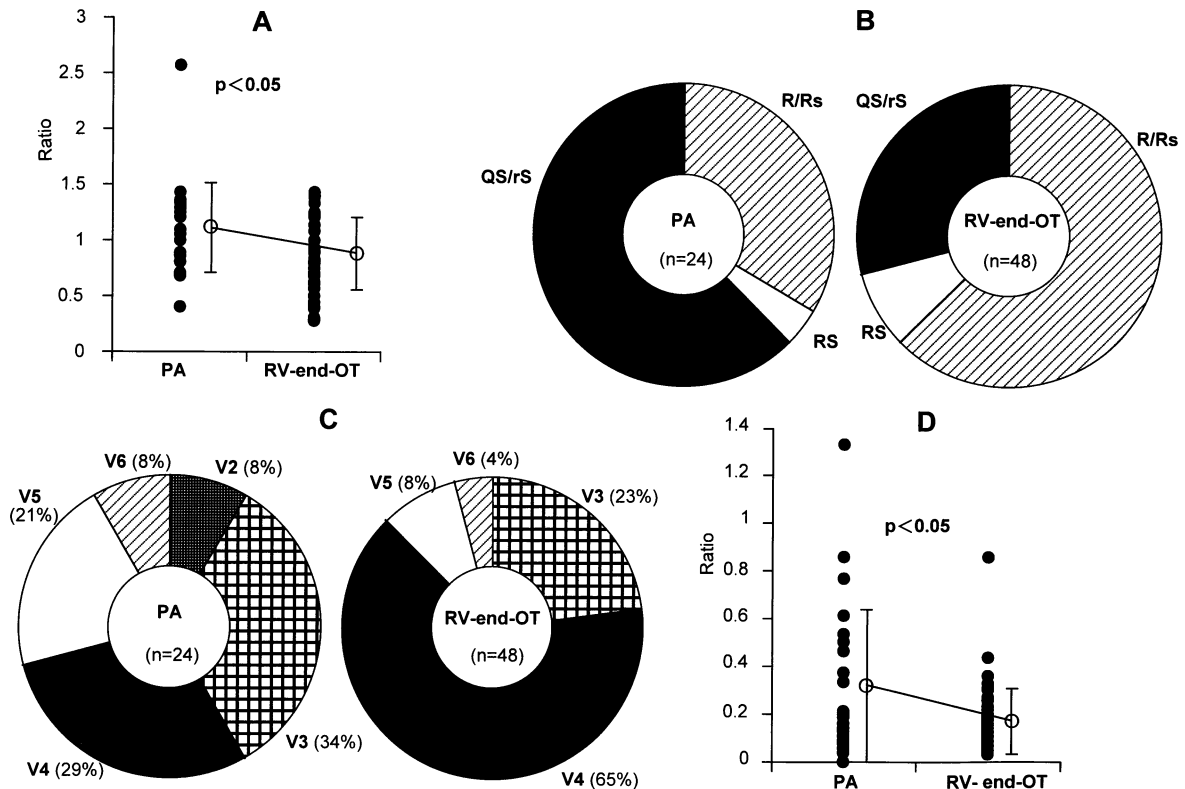 A
3
2.5
2
1.5
1
0.5
0
Ratio
p<0.05
PA
RV-end-OT
B
QS/rS
R/Rs
RS
PA
(n=24)
QS/rS
R/Rs
RS
RV-end-OT
(n=48)
C
V6 (8%)
V2 (8%)
V5
(21%)
V4 (29%)
V3 (34%)
PA
(n=24)
V6 (4%)
V5 (8%)
V3 (23%)
V4 (65%)
RV-end-OT
(n=48)
D
1.4
1.2
1
0.8
0.6
0.4
0.2
0
Ratio
p<0.05
PA
RV- end-OT